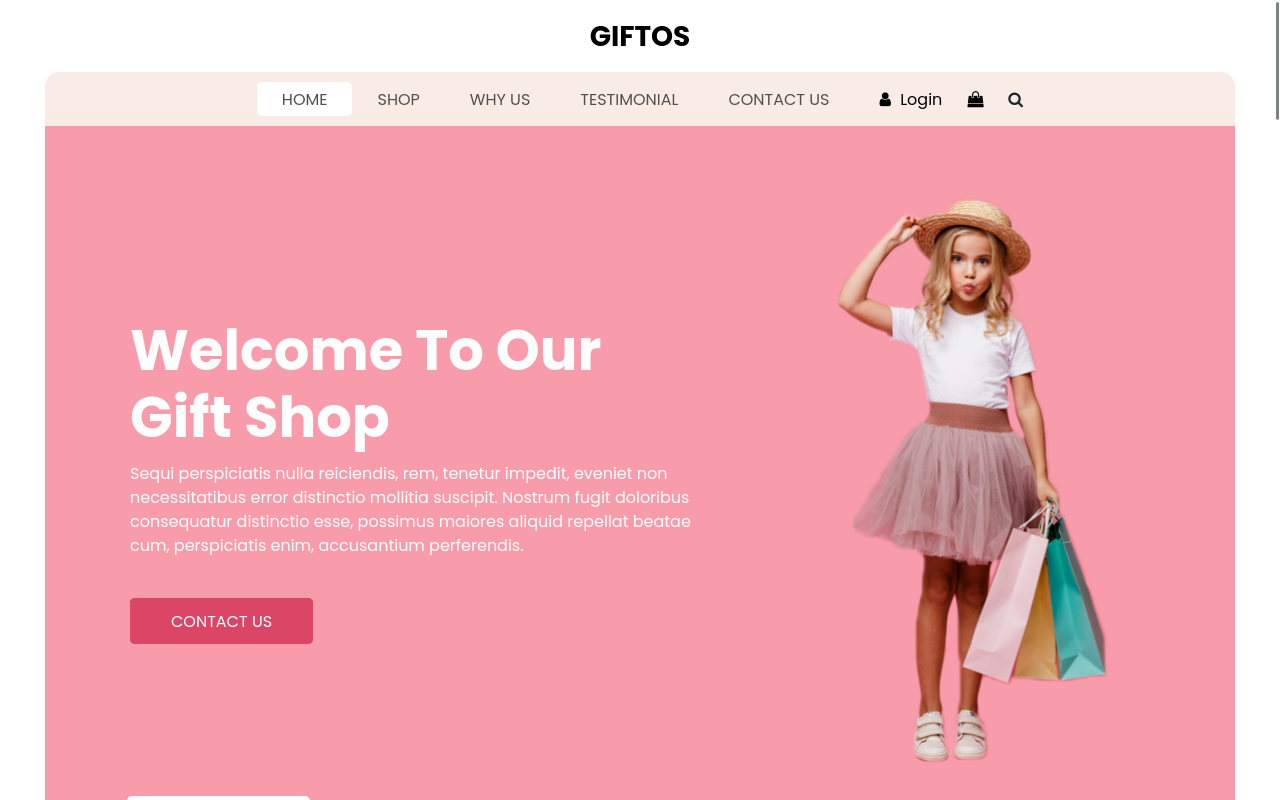 GIFTOS
HOME SHOP WHY US TESTIMONIAL CONTACT US Login
Welcome To Our
Gift Shop
Sequi perspiciatis nulla reiciendis, rem, tenetur impedit, eveniet non
necessitatibus error distinctio mollitia suscipit. Nostrum fugit doloribus
consequatur distinctio esse, possimus maiores aliquid repellat beatae
cum, perspiciatis enim, accusantium perferendis.
CONTACT US